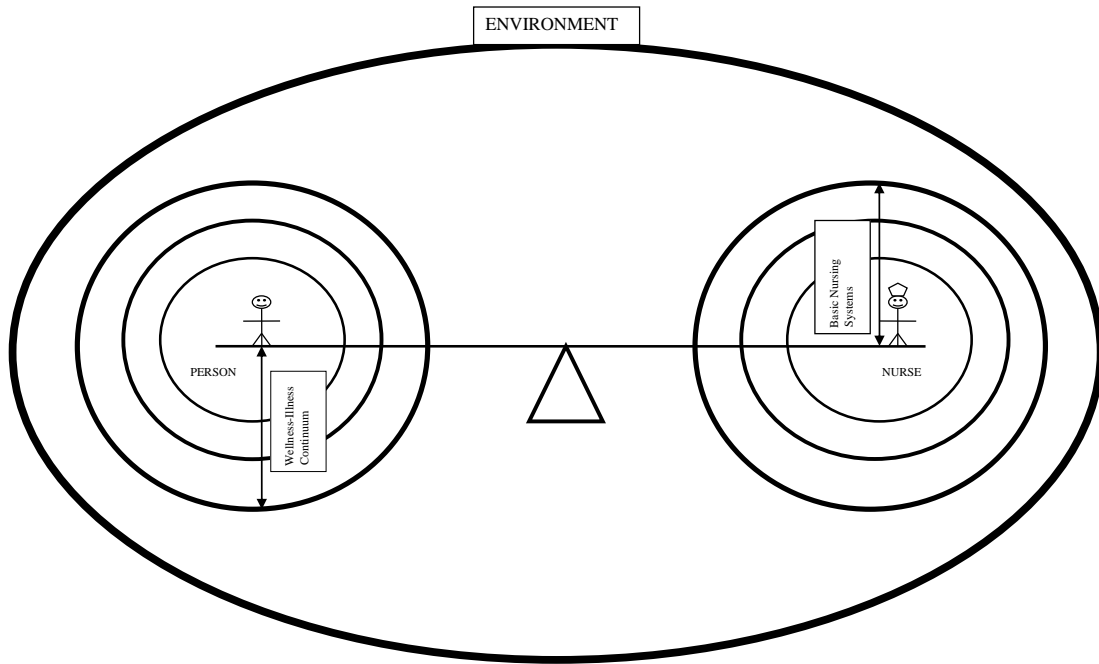 ENVIRONMENT
Basic Nursing
Systems
PERSON
NURSE
Wellness-Illness
Continuum